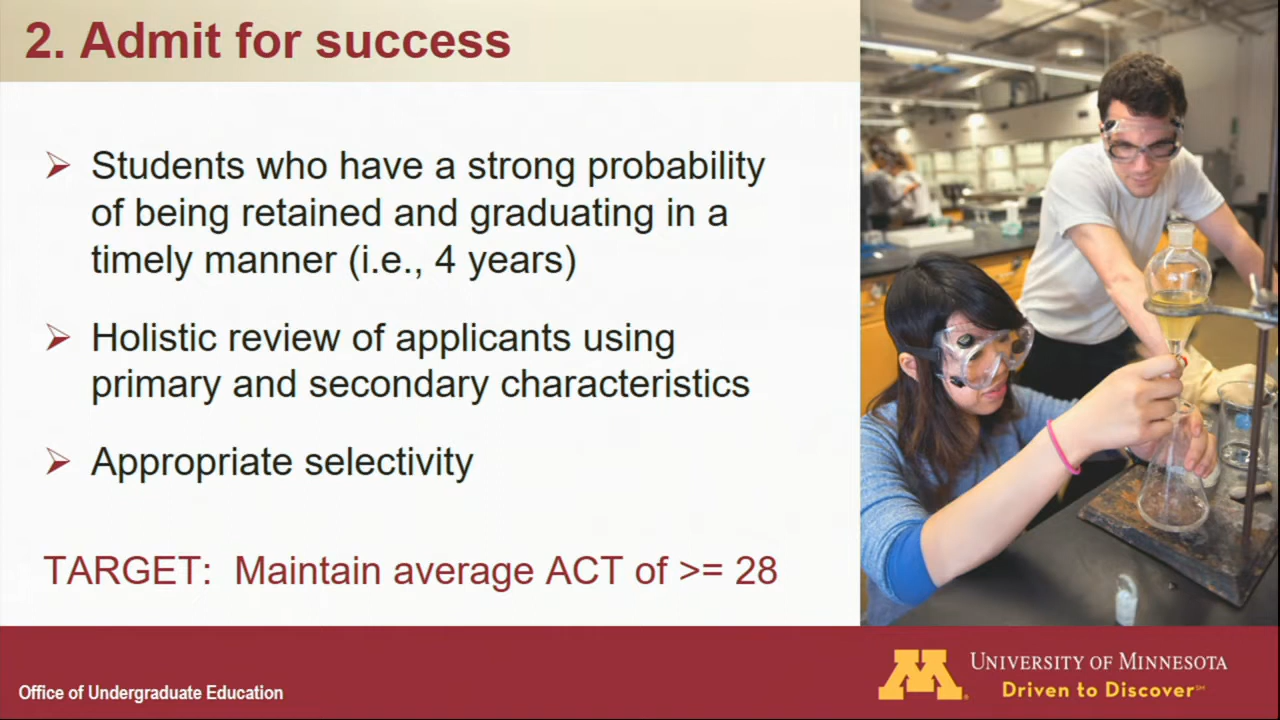 2. Admit for success
➢ Students who have a strong probability
of being retained and graduating in a
timely manner (i.e., 4 years)
➢ Holistic review of applicants using
primary and secondary characteristics
➢ Appropriate selectivity
TARGET: Maintain average ACT of >= 28
Office of Undergraduate Education
M®
UNIVERSITY OF MINNESOTA
Driven to Discover℠